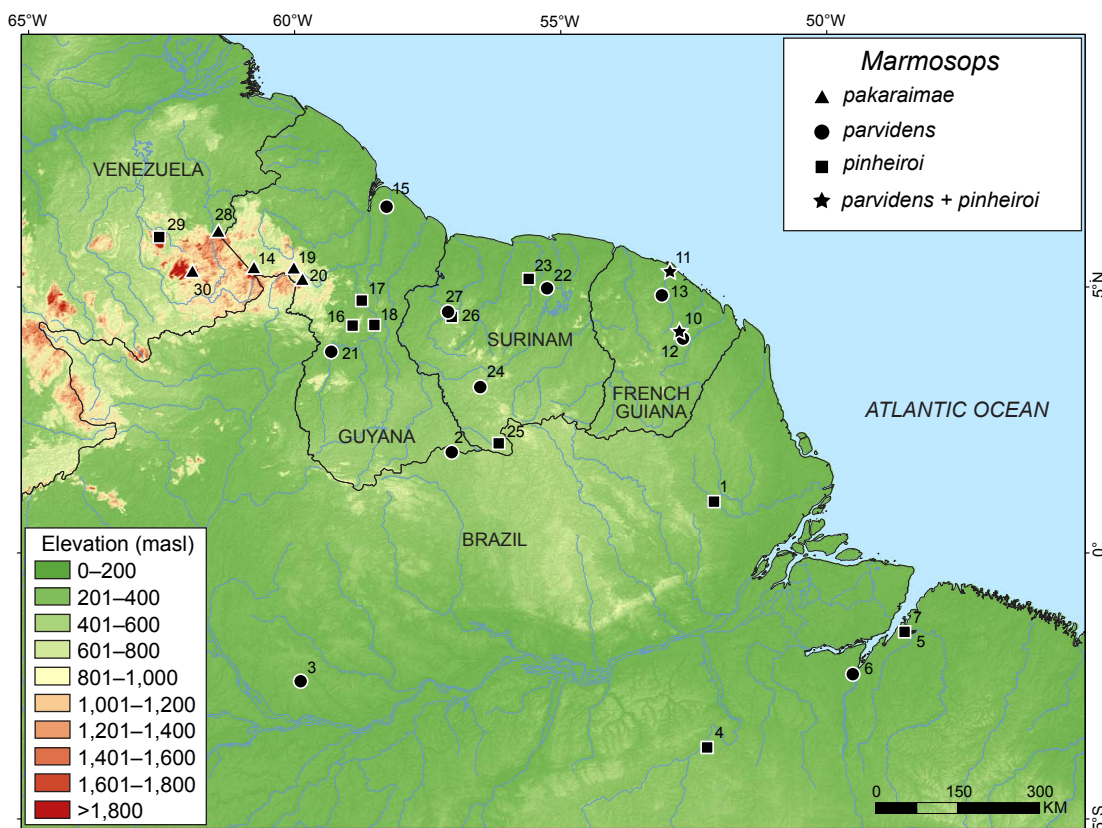 65°W 60°W 55°W 50°W
Marmosops
pakaraimae
parvidens
pinheiroi
parvidens + pinheiroi
VENEZUELA
15
28
29
14
19
20
30
11
23
22
13
5°N
17
27
16
18
26
10
SURINAM
12
21
24
FRENCH
GUIANA
ATLANTIC OCEAN
GUYANA
2
25
1
BRAZIL
Elevation (masl)
0–200
201–400
401–600
601–800
801–1,000
1,001–1,200
1,201–1,400
1,401–1,600
1,601–1,800
>1,800
0°
7
5
3
6
4
0 150 300
KM
5°S